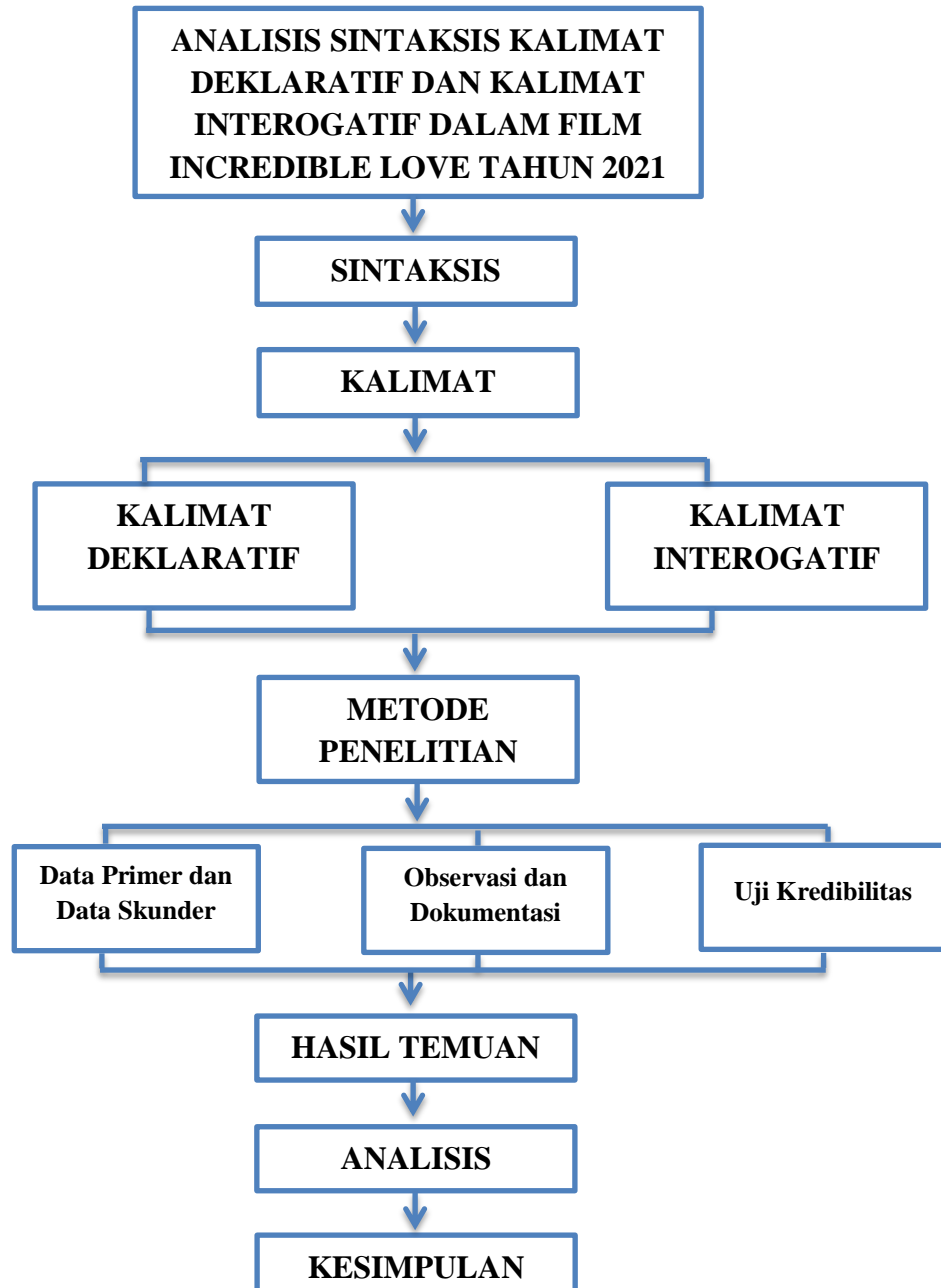 ANALISIS SINTAKSIS KALIMAT
DEKLARATIF DAN KALIMAT
INTEROGATIF DALAM FILM
INCREDIBLE LOVE TAHUN 2021
SINTAKSIS
KALIMAT
KALIMAT
DEKLARATIF
KALIMAT
INTEROGATIF
METODE
PENELITIAN
Data Primer dan
Data Skunder
Observasi dan
Dokumentasi
Uji Kredibilitas
HASIL TEMUAN
ANALISIS
KESIMPULAN